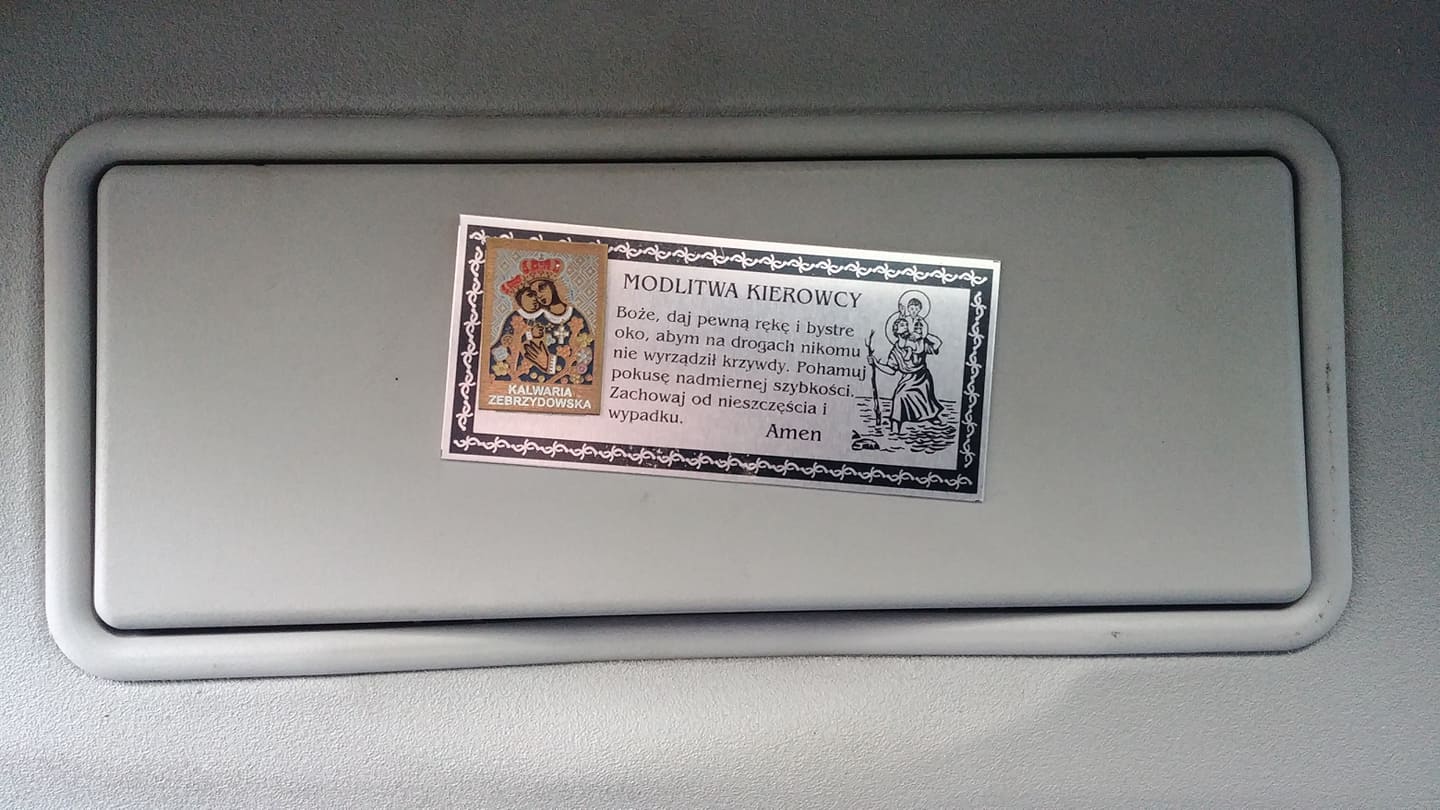 MODLITWA KIEROWCY
Boże, daj pewną rękę i bystre
oko, abym na drogach nikomu
nie wyrządził krzywdy. Pohamuj
pokusę nadmiernej szybkości.
Zachowaj od nieszczęścia i
wypadku.
Amen
KALWARIA
ZEBRZYDOWSKA